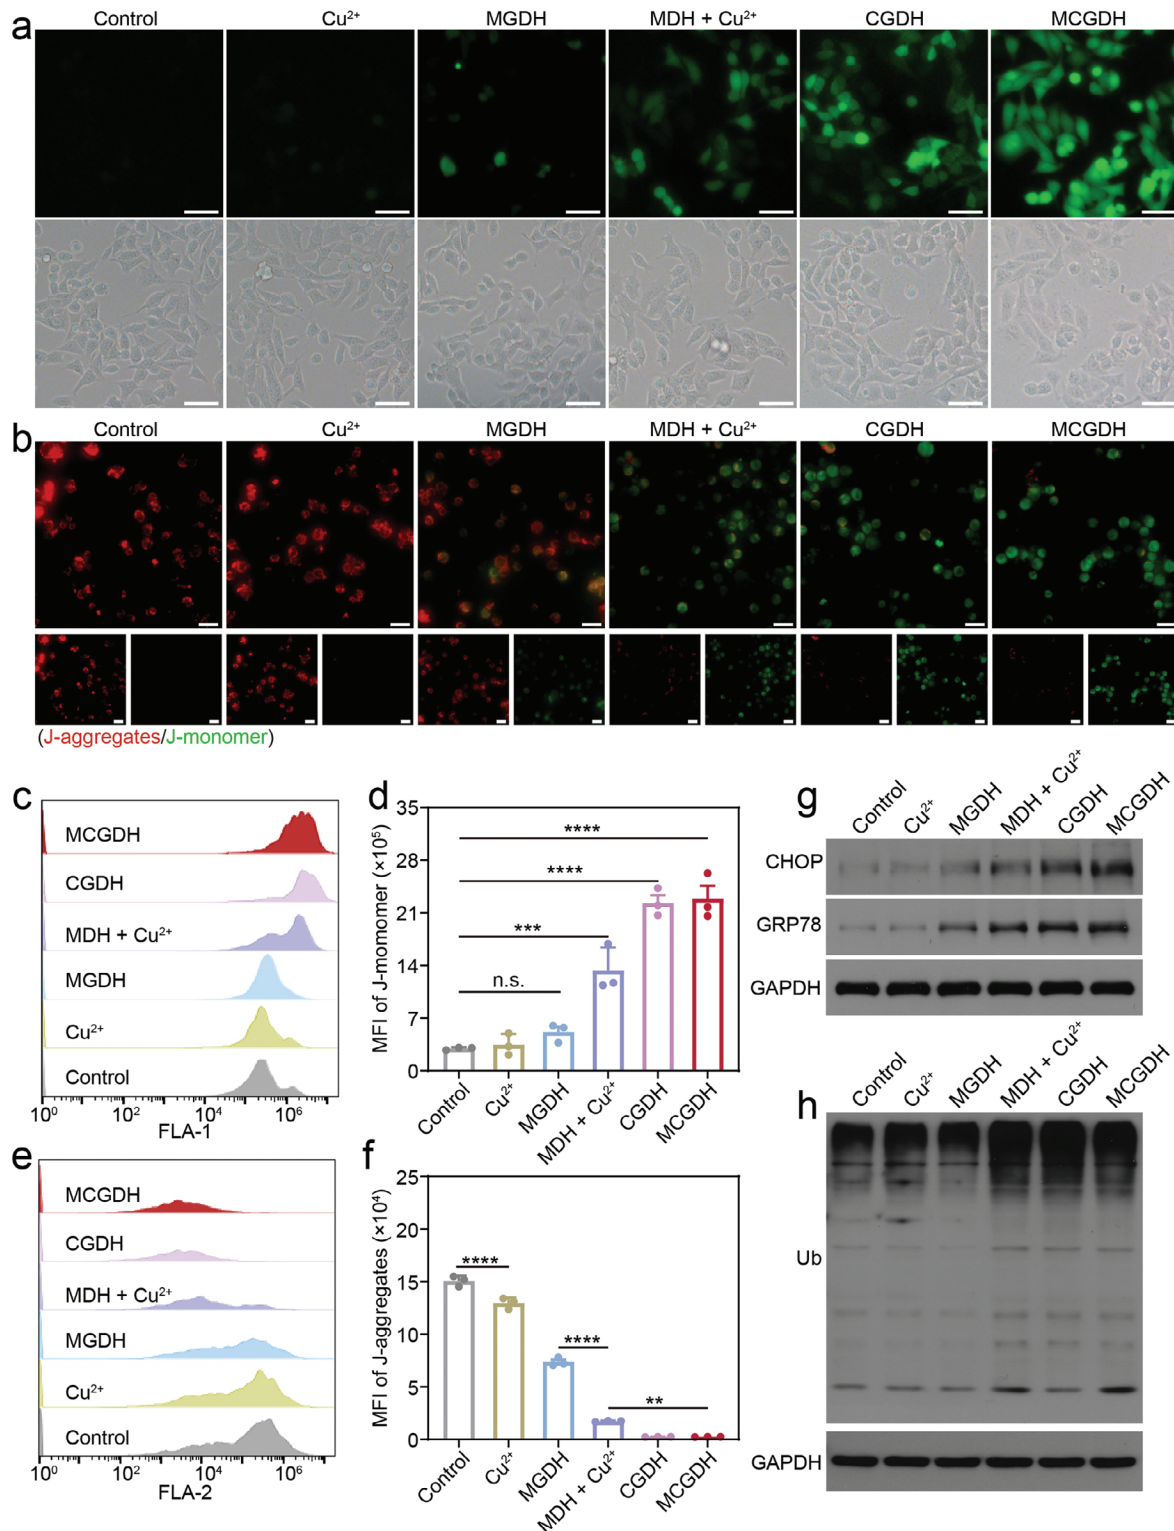 a
Control Cu²⁺ MGDH MDH + Cu²⁺ CGDH MCGDH
b
Control Cu²⁺ MGDH MDH + Cu²⁺ CGDH MCGDH
(J-aggregates/J-monomer)
c
MCGDH
CGDH
MDH + Cu²⁺
MGDH
Cu²⁺
Control
10⁰ 10² 10⁴ 10⁶
FLA-1
d
MFI of J-momomer (×10⁵)
35
28
21
14
7
0
****
****
***
n.s.
Control Cu²⁺ MGDH MDH + Cu²⁺ CGDH MCGDH
e
MCGDH
CGDH
MDH + Cu²⁺
MGDH
Cu²⁺
Control
10⁰ 10² 10⁴ 10⁶
FLA-2
f
MFI of J-aggregates (×10⁴)
25
20
15
10
5
0
****
****
**
Control Cu²⁺ MGDH MDH + Cu²⁺ CGDH MCGDH
g
Control Cu²⁺ MGDH MDH + Cu²⁺ CGDH MCGDH
CHOP
GRP78
GAPDH
h
Control Cu²⁺ MGDH MDH + Cu²⁺ CGDH MCGDH
Ub
GAPDH